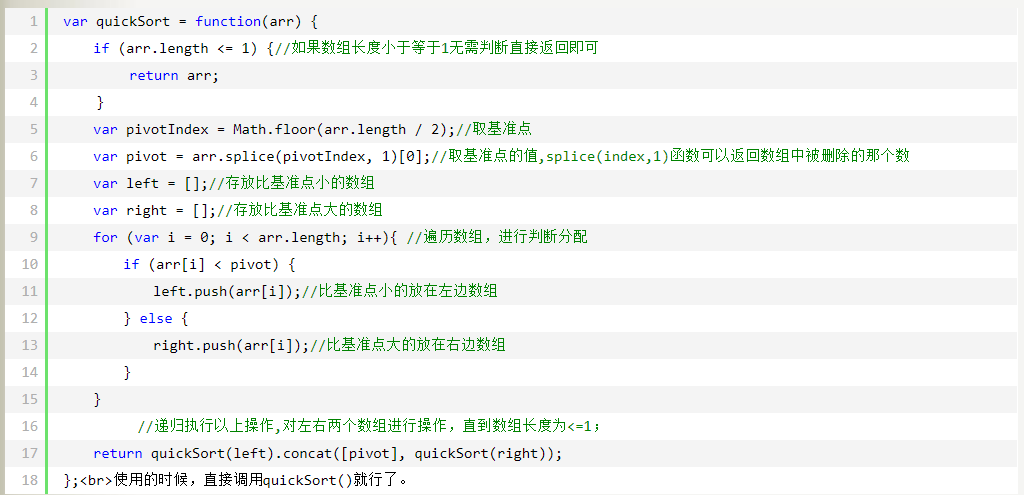 1 var quickSort = function(arr) {
2 if (arr.length <= 1) {//如果数组长度小于等于1无需判断直接返回即可
3 return arr;
4 }
5 var pivotIndex = Math.floor(arr.length / 2);//取基准点
6 var pivot = arr.splice(pivotIndex, 1)[0];//取基准点的值,splice(index,1)函数可以返回数组中被删除的那个数
7 var left = [];//存放比基准点小的数组
8 var right = [];//存放比基准点大的数组
9 for (var i = 0; i < arr.length; i++){ //遍历数组，进行判断分配
10 if (arr[i] < pivot) {
11 left.push(arr[i]);//比基准点小的放在左边数组
12 } else {
13 right.push(arr[i]);//比基准点大的放在右边数组
14 }
15 }
16 //递归执行以上操作,对左右两个数组进行操作，直到数组长度为<=1；
17 return quickSort(left).concat([pivot], quickSort(right));
18 };<br>使用的时候，直接调用quickSort()就行了。